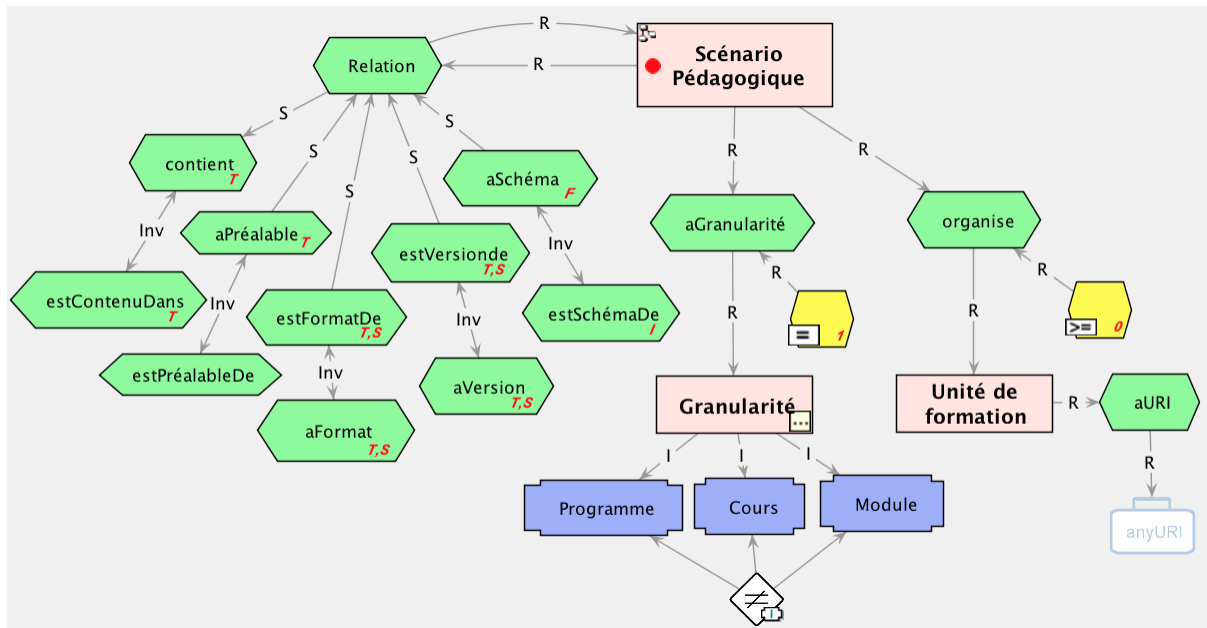 R
Scénario
Pédagogique
Relation
R
S
contient
T
S
S
S
S
aSchéma
F
R
R
Inv
aPréalable
T
estVersionde
T,S
Inv
aGranularité
organise
estContenuDans
T
Inv
estFormatDe
T,S
Inv
estSchémaDe
I
R
R
=
1
R
R
>=
0
estPréalableDe
Inv
aVersion
T,S
aFormat
T,S
Granularité
...
Unité de
formation
R
aURI
I
I
I
R
Programme
Cours
Module
anyURI
≠
I